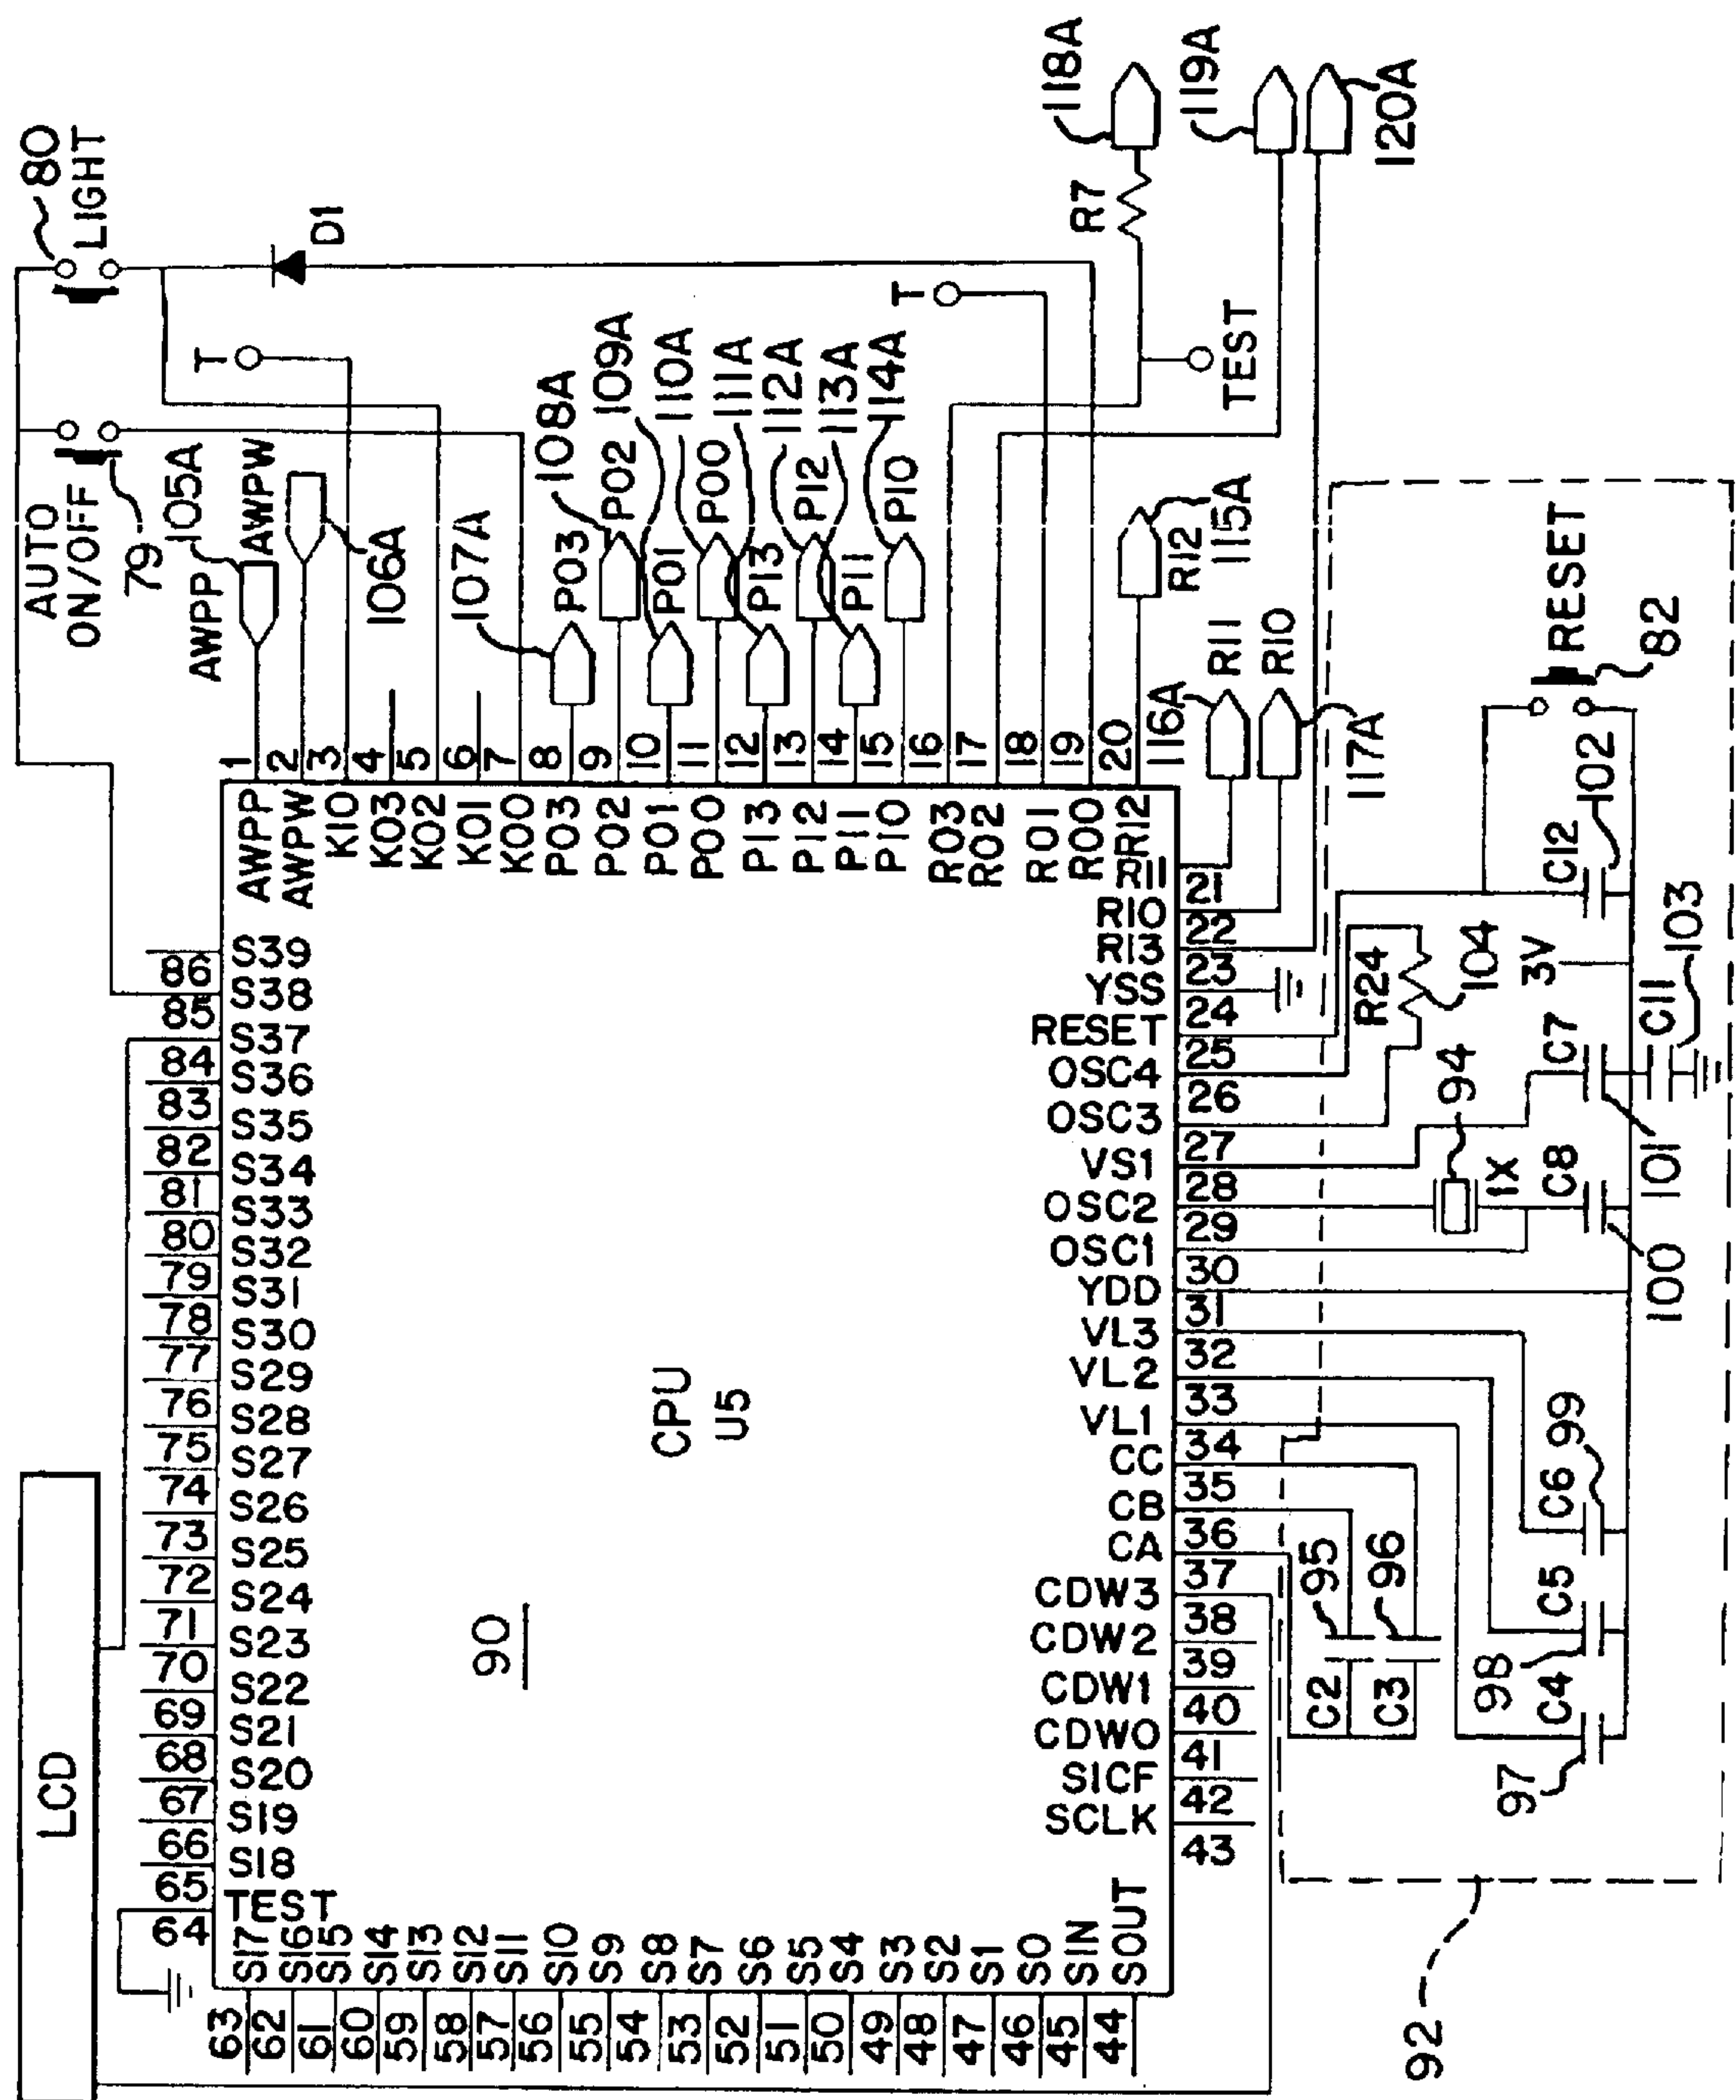 LCD
AUTO
ON/OFF
79
80
LIGHT
D1
T
AWPP
105A
AWPW
106A
107A
108A
109A
110A
111A
112A
113A
114A
P03
P02
P01
P00
P13
P12
P11
P10
T
118A
R7
TEST
119A
120A
R12
115A
116A
R11
R10
117A
1 AWPP
2 AWPW
3 K10
4 K03
5 K02
6 K01
7 K00
8 P03
9 P02
10 P01
11 P00
12 P13
13 P12
14 P11
15 P10
16 R03
17 R02
18 R01
19 R00
20 R12
21 R11
22 R10
23 R13
24 YSS
25 RESET
26 OSC4
27 OSC3
28 VS1
29 OSC2
30 OSC1
31 YDD
32 VL3
33 VL2
34 VL1
35 CC
36 CB
37 CA
38 CDW3
39 CDW2
40 CDW1
41 CDW0
42 SICF
43 SCLK
44 SOUT
45 SIN
46 S0
47 S1
48 S2
49 S3
50 S4
51 S5
52 S6
53 S7
54 S8
55 S9
56 S10
57 S11
58 S12
59 S13
60 S14
61 S15
62 S16
63 S17
64 TEST
65 S18
66 S19
67 S20
68 S21
69 S22
70 S23
71 S24
72 S25
73 S26
74 S27
75 S28
76 S29
77 S30
78 S31
79 S32
80 S33
81 S34
82 S35
83 S36
84 S37
85 S38
86 S39
CPU
U5
90
RESET
82
C12
102
3V
103
C11
C7
101
R24
104
94
1X
C8
100
C6
99
C5
98
C4
97
C2
95
C3
96
92